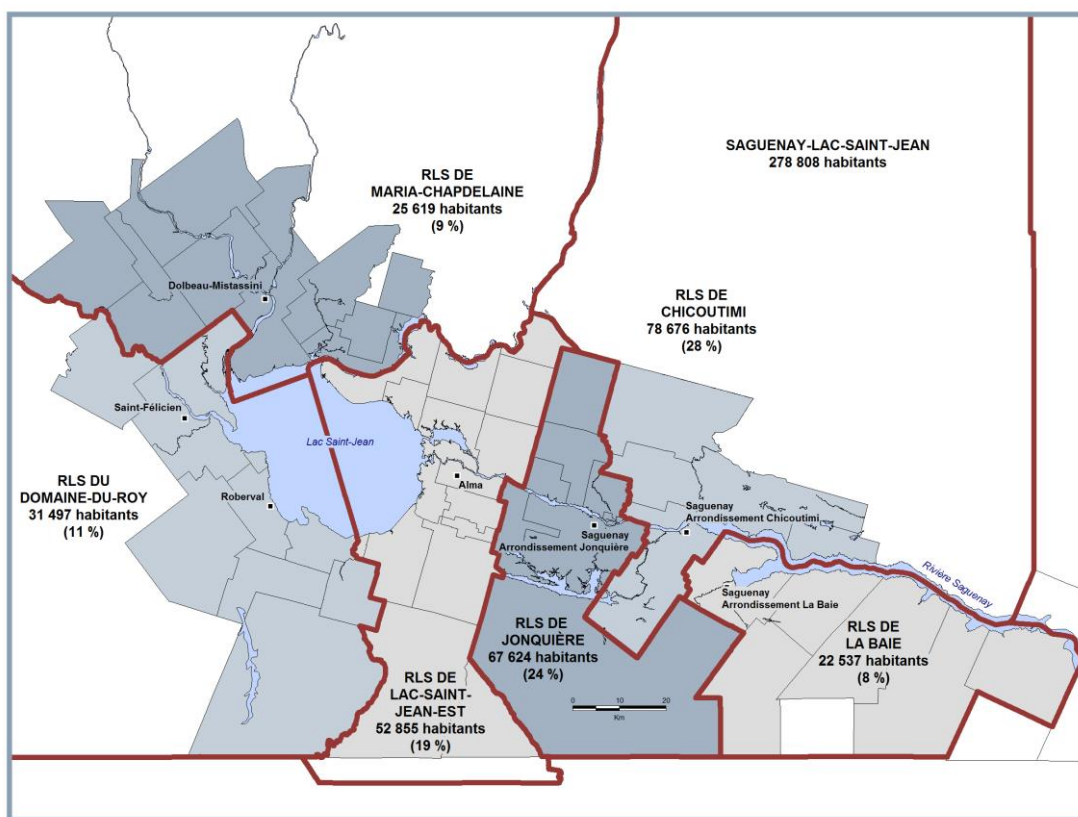 SAGUENAY-LAC-SAINT-JEAN
278 808 habitants
RLS DE
MARIA-CHAPDELAINE
25 619 habitants
(9 %)
Dolbeau-Mistassini
RLS DE
CHICOUTIMI
78 676 habitants
(28 %)
Saint-Félicien
Lac Saint-Jean
RLS DU
DOMAINE-DU-ROY
31 497 habitants
(11 %)
Roberval
Alma
Saguenay
Arrondissement Jonquière
Saguenay
Arrondissement Chicoutimi
Rivière Saguenay
Saguenay
Arrondissement La Baie
RLS DE
JONQUIÈRE
67 624 habitants
(24 %)
RLS DE
LA BAIE
22 537 habitants
(8 %)
RLS DE
LAC-SAINT-
JEAN-EST
52 855 habitants
(19 %)
0 10 20
Km